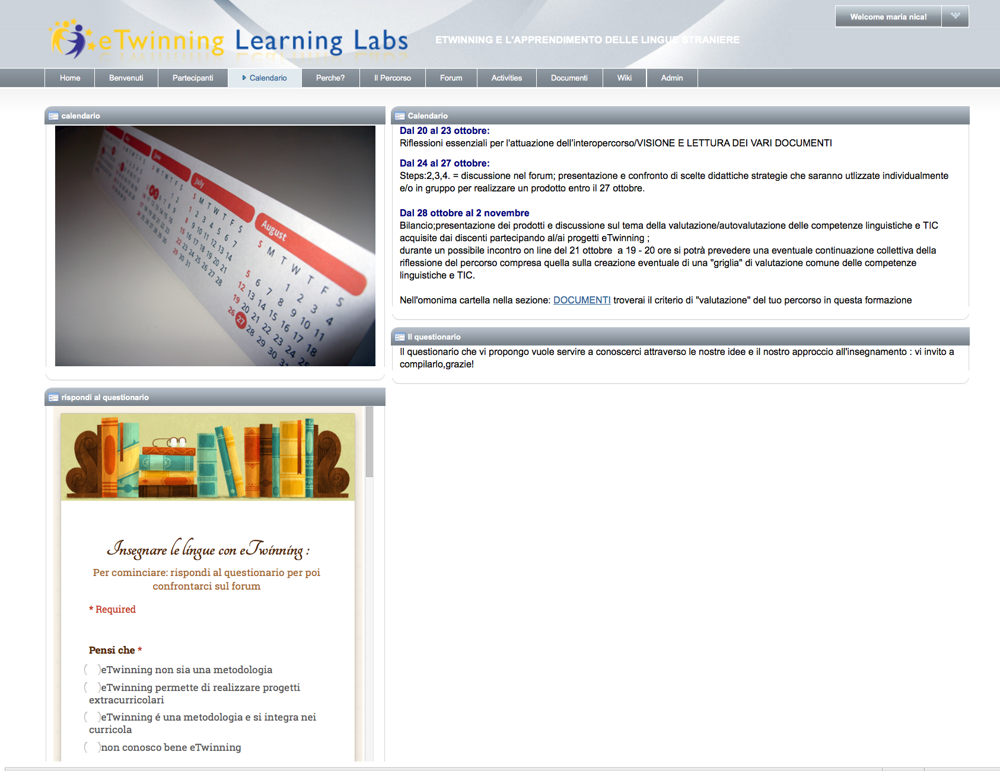 Welcome maria nica!
eTwinning Learning Labs
ETWINNING E L'APPRENDIMENTO DELLE LINGUE STRANIERE
Home Benvenuti Partecipanti Calendario Perche? Il Percorso Forum Activities Documenti Wiki Admin
calendario
July
S M T W T F S
August
S M T W T F S
Calendario
Dal 20 al 23 ottobre:
Riflessioni essenziali per l'attuazione dell'interopercorso/VISIONE E LETTURA DEI VARI DOCUMENTI
Dal 24 al 27 ottobre:
Steps:2,3,4. = discussione nel forum; presentazione e confronto di scelte didattiche strategie che saranno utlizzate individualmente
e/o in gruppo per realizzare un prodotto entro il 27 ottobre.
Dal 28 ottobre al 2 novembre
Bilancio;presentazione dei prodotti e discussione sul tema della valutazione/autovalutazione delle competenze linguistiche e TIC
acquisite dai discenti partecipando al/ai progetti eTwinning ;
durante un possibile incontro on line del 21 ottobre a 19 - 20 ore si potrà prevedere una eventuale continuazione collettiva della
riflessione del percorso compresa quella sulla creazione eventuale di una "griglia" di valutazione comune delle competenze
linguistiche e TIC.
Nell'omonima cartella nella sezione: DOCUMENTI troverai il criterio di "valutazione" del tuo percorso in questa formazione
Il questionario
Il questionario che vi propongo vuole servire a conoscerci attraverso le nostre idee e il nostro approccio all'insegnamento : vi invito a
compilarlo,grazie!
rispondi al questionario
Insegnare le lingue con eTwinning :
Per cominciare: rispondi al questionario per poi
confrontarci sul forum
* Required
Pensi che *
eTwinning non sia una metodologia
eTwinning permette di realizzare progetti
extracurricolari
eTwinning é una metodologia e si integra nei
curricola
non conosco bene eTwinning